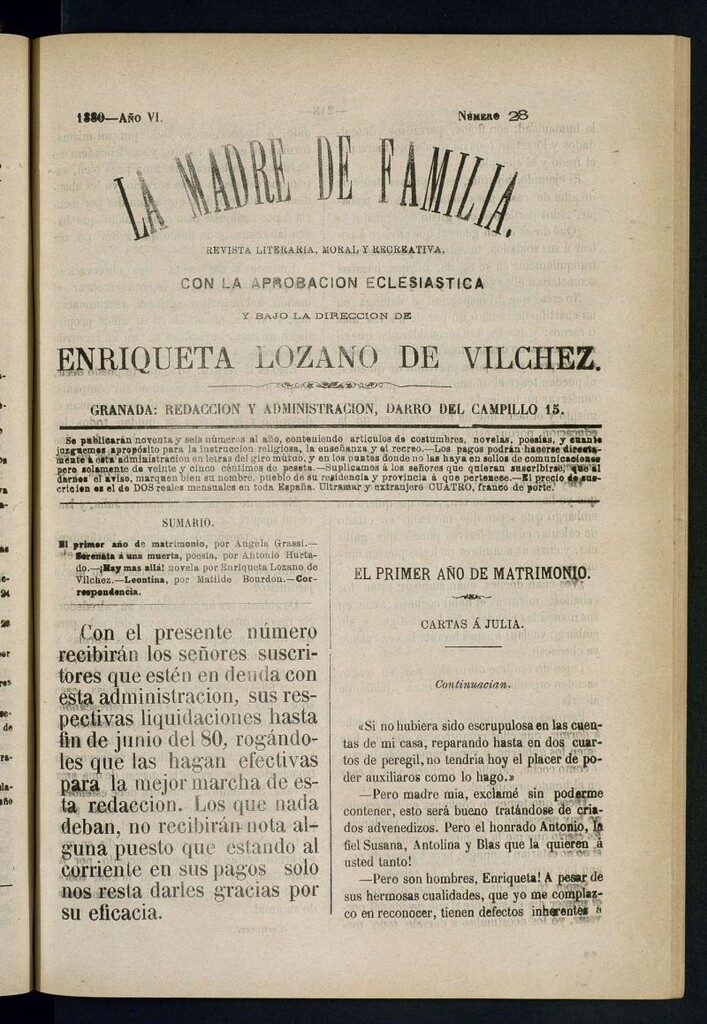 1880—Año VI.
Número 28
LA MADRE DE FAMILIA.
REVISTA LITERARIA, MORAL Y RECREATIVA,
CON LA APROBACION ECLESIASTICA
Y BAJO LA DIRECCION DE
ENRIQUETA LOZANO DE VILCHEZ.
GRANADA: REDACCION Y ADMINISTRACION, DARRO DEL CAMPILLO 15.
Se publicarán noventa y seis números al año, conteniendo artículos de costumbres, novelas, poesías, y cuanto
juzguemos apropósito para la instruccion religiosa, la enseñanza y el recreo.—Los pagos podrán hacerse directa-
mente á esta administracion en letras del giro mútuo. y en los puntos donde no las haya en sellos de comunicaciones
pero solamente de veinte y cinco céntimos de peseta.—Suplicamos á los señores que quieran suscribirse, que al
darnos el aviso, marquen bien su nombre, pueblo de su residencia y provincia á que pertenece.—El precio de sus-
cricion es el de DOS reales mensuales en toda España. Ultramar y extranjero CUATRO, franco de porte.
SUMARIO.
El primer año de matrimonio, por Angela Grassi.—
Serenata á una muerta, poesia, por Antonio Hurta-
do.—¡Hay mas allá! novela por Enriqueta Lozano de
Vilchez.—Leontina, por Matilde Bourdon.—Cor-
respondencia.
Con el presente número
recibirán los señores suscri-
tores que estén en deuda con
esta administracion, sus res-
pectivas liquidaciones hasta
fin de junio del 80, rogándo-
les que las hagan efectivas
para la mejor marcha de es-
ta redaccion. Los que nada
deban, no recibirán nota al-
guna puesto que estando al
corriente en sus pagos solo
nos resta darles gracias por
su eficacia.
EL PRIMER AÑO DE MATRIMONIO.
CARTAS Á JULIA.
Continuacian.
«Si no hubiera sido escrupulosa en las cuen-
tas de mi casa, reparando hasta en dos cuar-
tos de peregil, no tendria hoy el placer de po-
der auxiliaros como lo hago.»
—Pero madre mia, exclamé sin poderme
contener, esto será bueno tratándose de cria-
dos advenedizos. Pero el honrado Antonio, la
fiel Susana, Antolina y Blas que la quieren á
usted tanto!
—Pero son hombres, Enriqueta! A pesar de
sus hermosas cualidades, que yo me complaz-
co en reconocer, tienen defectos inherentes á